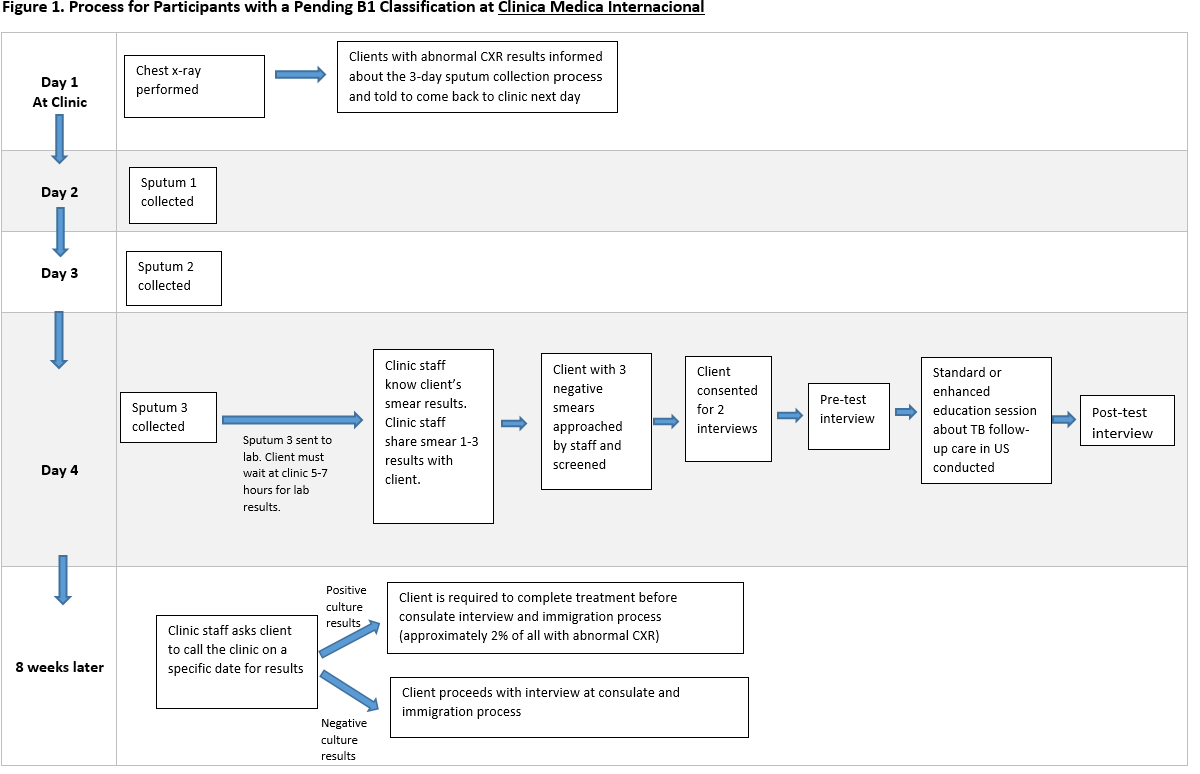 Figure 1. Process for Participants with a Pending B1 Classification at Clinica Medica Internacional
Day 1
At Clinic
Chest x-ray
performed
Clients with abnormal CXR results informed
about the 3-day sputum collection process
and told to come back to clinic next day
Day 2
Sputum 1
collected
Day 3
Sputum 2
collected
Day 4
Sputum 3
collected
Sputum 3 sent to
lab. Client must
wait at clinic 5-7
hours for lab
results.
Clinic staff
know client’s
smear results.
Clinic staff
share smear 1-3
results with
client.
Client with 3
negative
smears
approached
by staff and
screened
Client
consented
for 2
interviews
Pre-test
interview
Standard or
enhanced
education session
about TB follow-
up care in US
conducted
Post-test
interview
8 weeks later
Clinic staff asks client
to call the clinic on a
specific date for results
Positive
culture
results
Client is required to complete treatment before
consulate interview and immigration process
(approximately 2% of all with abnormal CXR)
Negative
culture
results
Client proceeds with interview at consulate and
immigration process